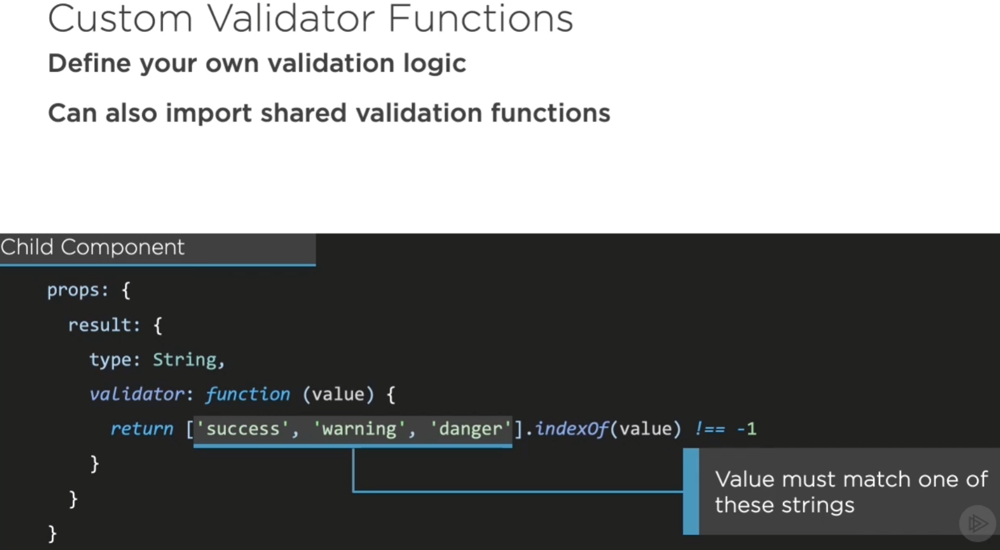 Custom Validator Functions
Define your own validation logic
Can also import shared validation functions
Child Component
props: {
result: {
type: String,
validator: function (value) {
return ['success', 'warning', 'danger'].indexOf(value) !== -1
}
}
}
Value must match one of
these strings